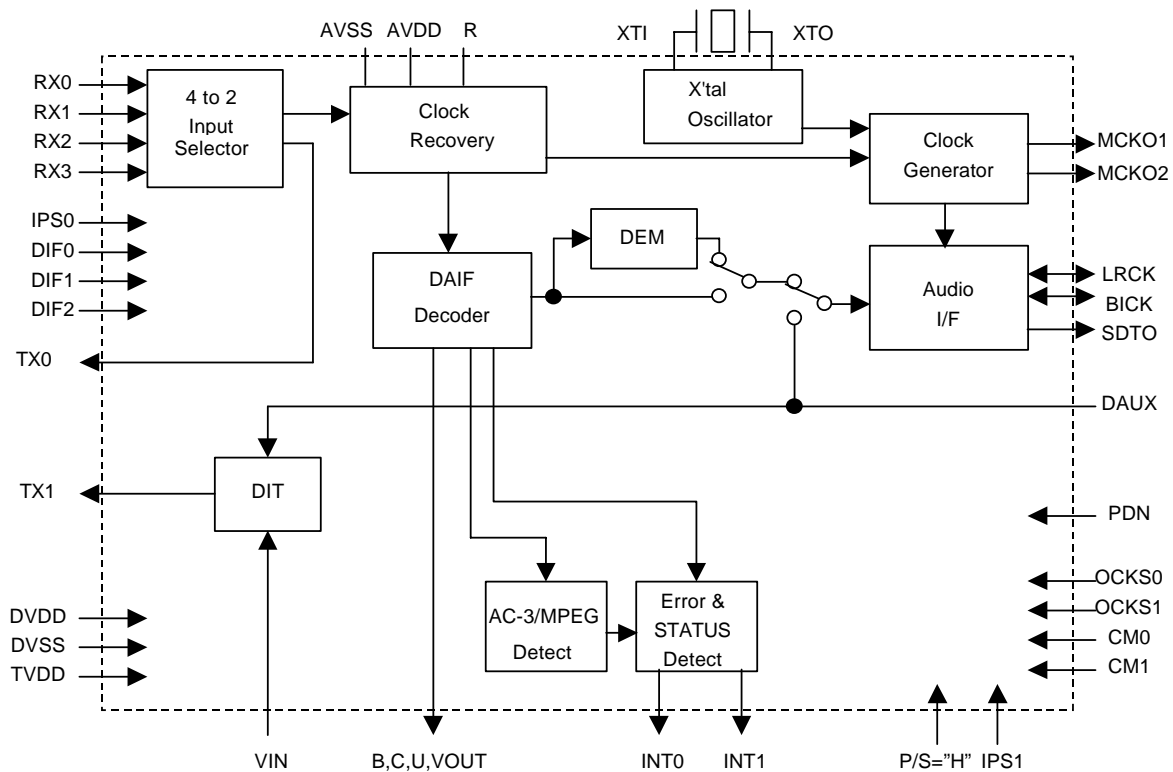 AVSS AVDD R XTI XTO
RX0
RX1
RX2
RX3
4 to 2
Input
Selector
Clock
Recovery
X'tal
Oscillator
Clock
Generator
MCKO1
MCKO2
IPS0
DIF0
DIF1
DIF2
DEM
DAIF
Decoder
Audio
I/F
LRCK
BICK
SDTO
TX0
DAUX
TX1
DIT
PDN
AC-3/MPEG
Detect
Error &
STATUS
Detect
OCKS0
OCKS1
CM0
CM1
DVDD
DVSS
TVDD
VIN B,C,U,VOUT INT0 INT1 P/S="H" IPS1